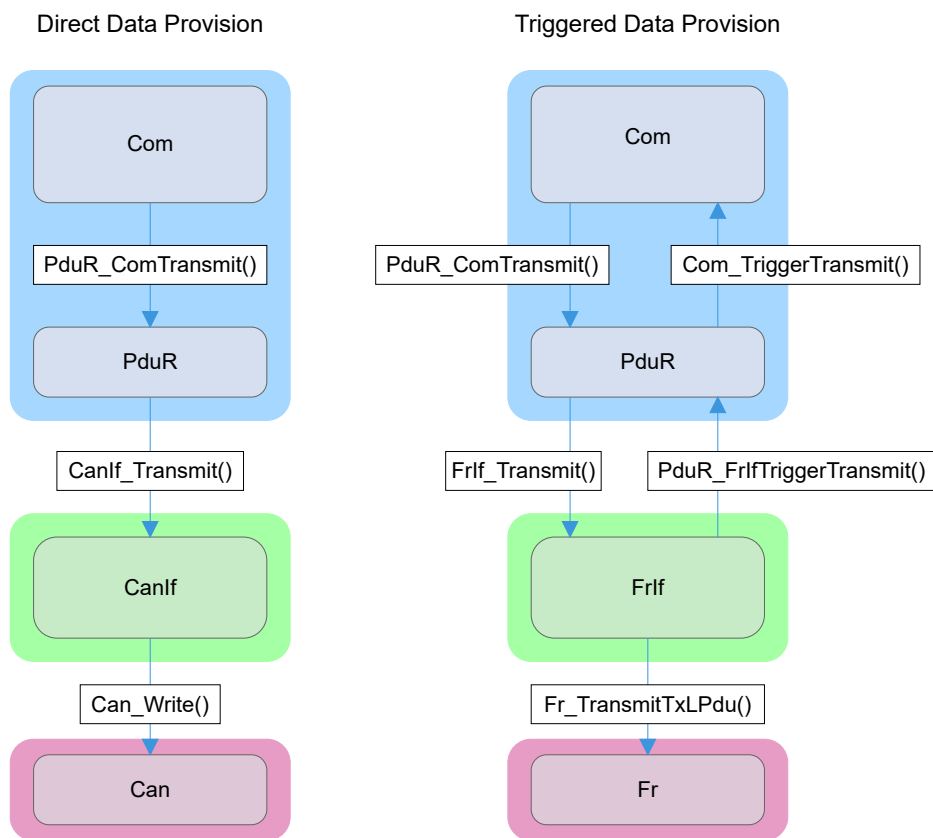 Direct Data Provision
Com
PduR_ComTransmit()
PduR
CanIf_Transmit()
CanIf
Can_Write()
Can
Triggered Data Provision
Com
PduR_ComTransmit()
Com_TriggerTransmit()
PduR
FrIf_Transmit()
PduR_FrIfTriggerTransmit()
FrIf
Fr_TransmitTxLPdu()
Fr